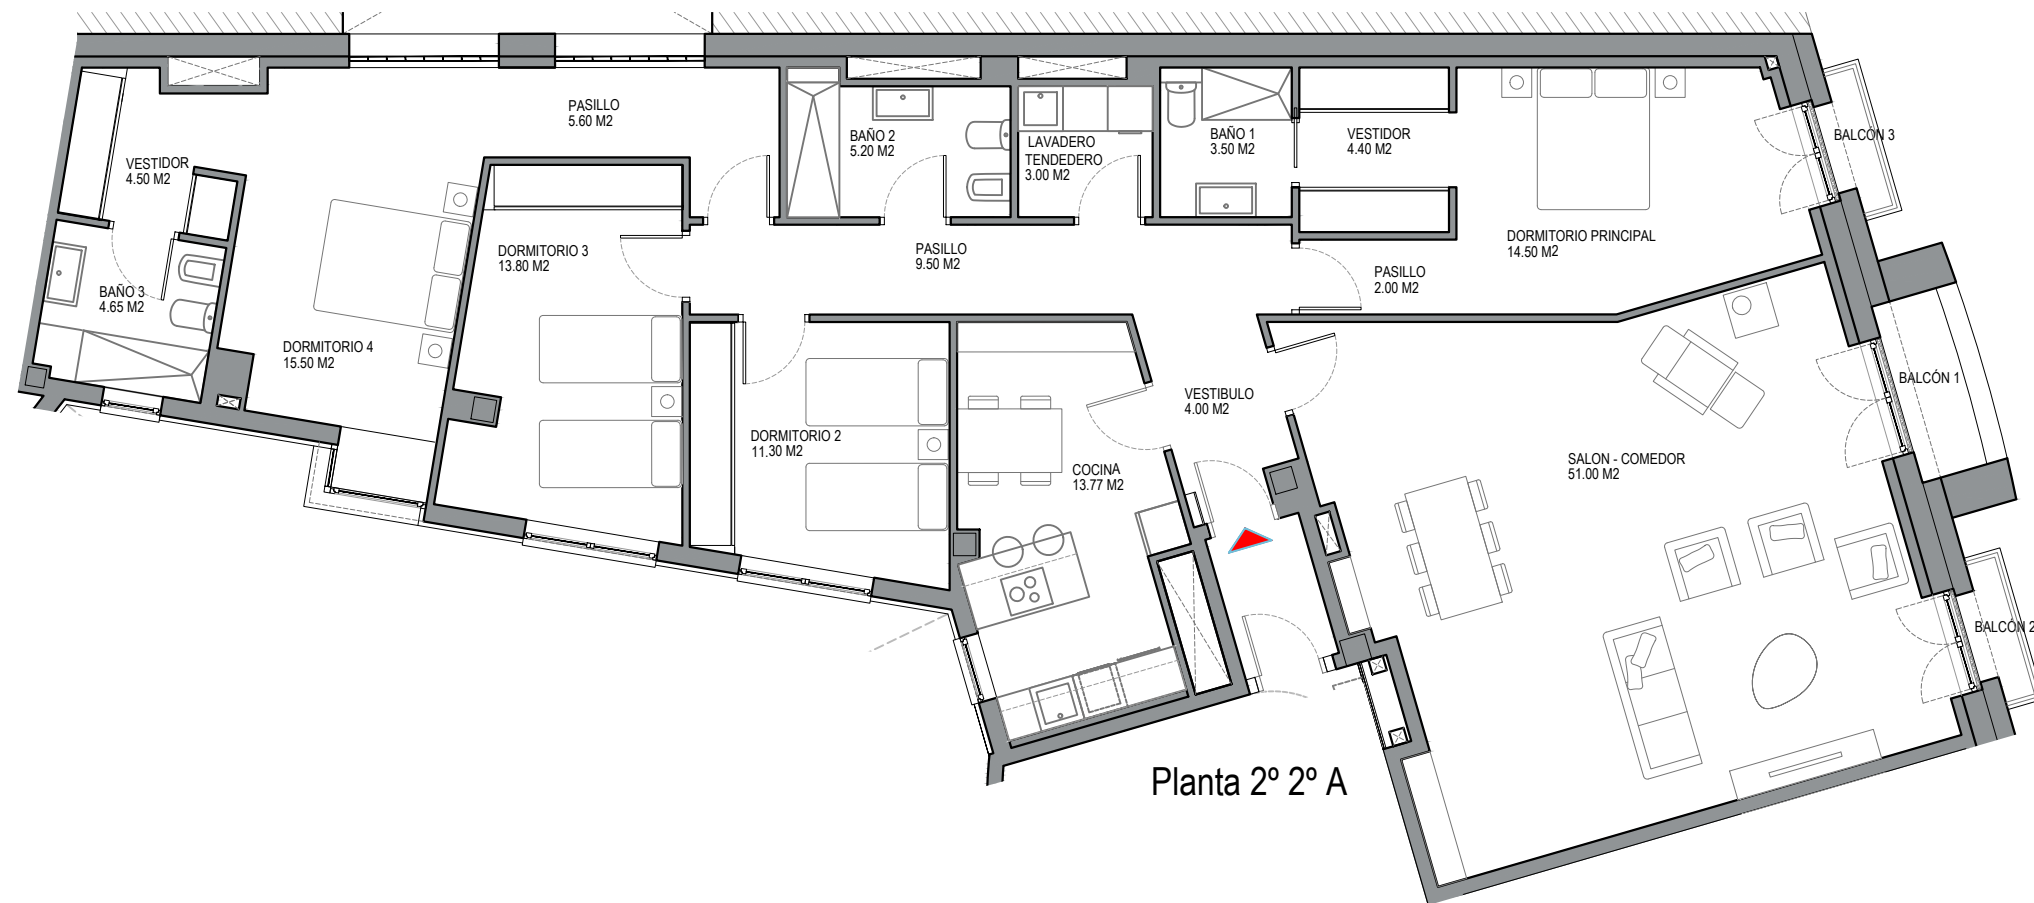 PASILLO
5.60 M2
BAÑO 2
5.20 M2
LAVADERO
TENDEDERO
3.00 M2
BAÑO 1
3.50 M2
VESTIDOR
4.40 M2
BALCÓN 3
VESTIDOR
4.50 M2
DORMITORIO 3
13.80 M2
PASILLO
9.50 M2
DORMITORIO PRINCIPAL
14.50 M2
PASILLO
2.00 M2
BAÑO 3
4.65 M2
DORMITORIO 4
15.50 M2
VESTIBULO
4.00 M2
BALCÓN 1
DORMITORIO 2
11.30 M2
COCINA
13.77 M2
SALON - COMEDOR
51.00 M2
BALCÓN 2
Planta 2º 2º A